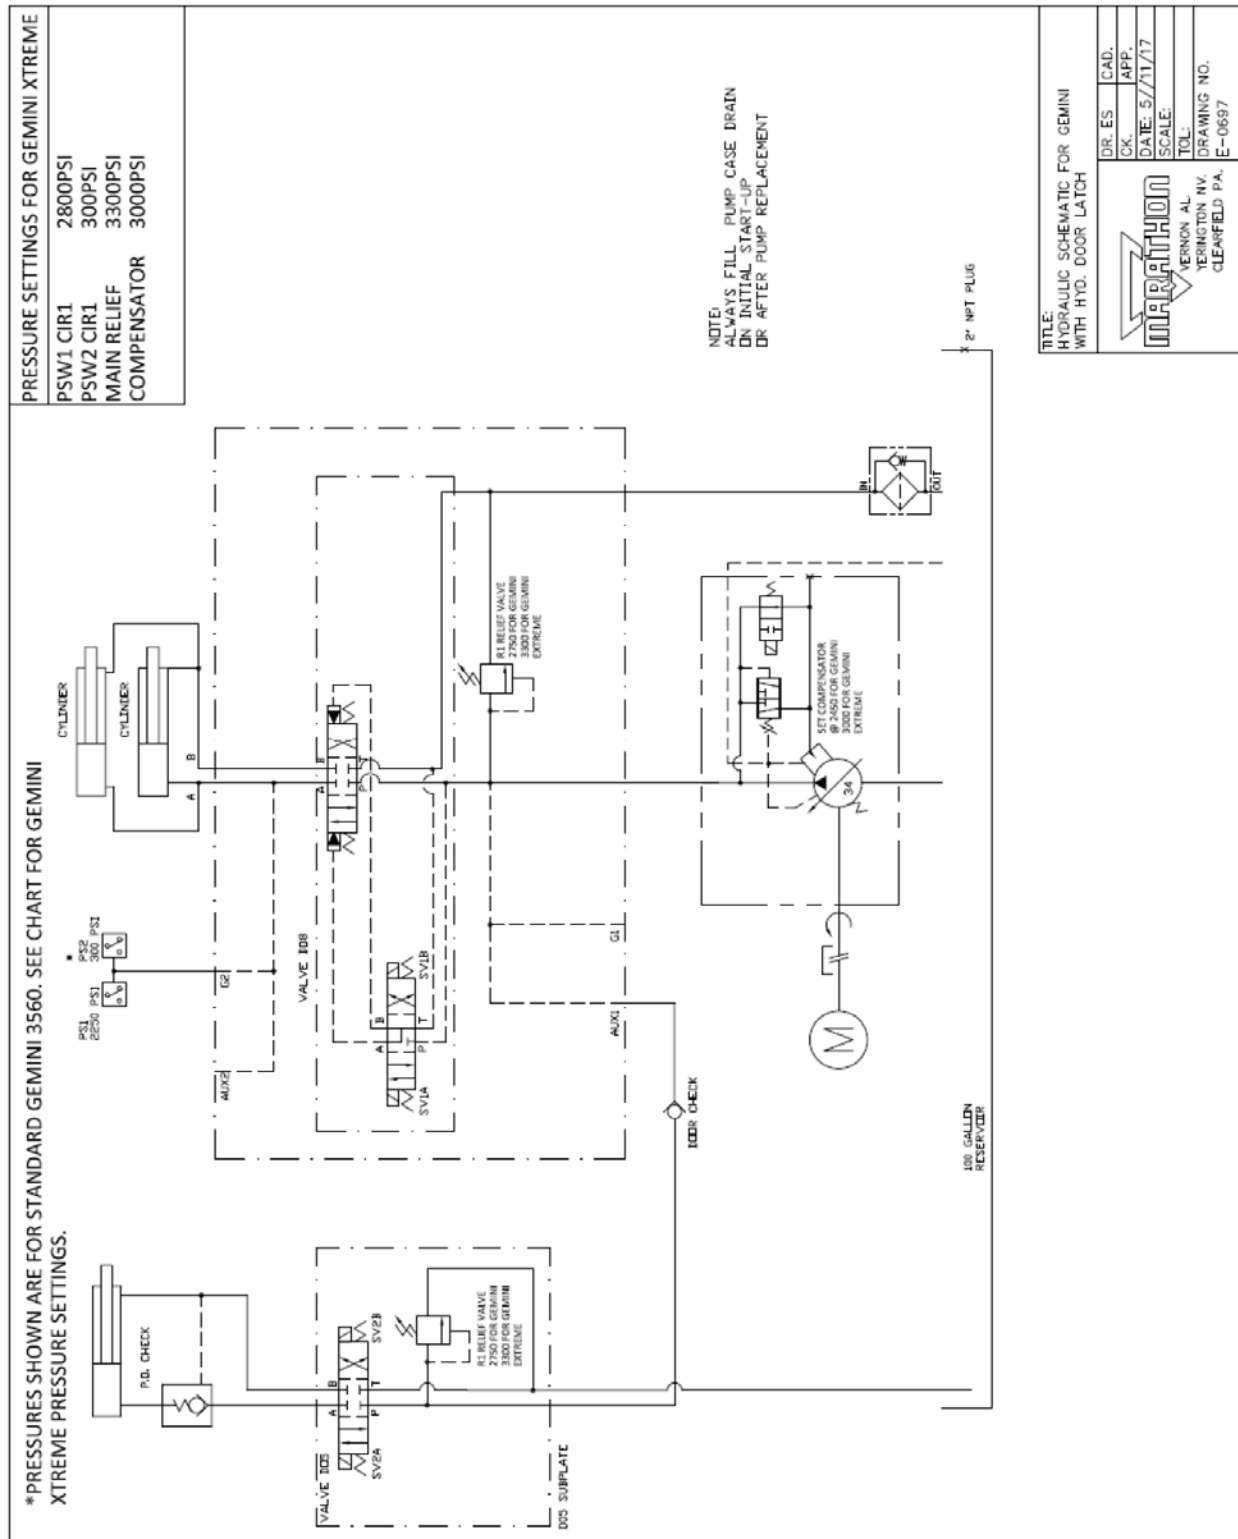 *PRESSURES SHOWN ARE FOR STANDARD GEMINI 3560. SEE CHART FOR GEMINI
XTREME PRESSURE SETTINGS.
PRESSURE SETTINGS FOR GEMINI XTREME
PSW1 CIR1 2800PSI
PSW2 CIR1 300PSI
MAIN RELIEF 3300PSI
COMPENSATOR 3000PSI
PS1
2250 PSI
*
PS2
300 PSI
CYLINDER
CYLINDER
A
B
P.O. CHECK
AUX2
G2
VALVE D08
A
B
P
T
A
B
P
T
SV1A
SV1B
R1 RELIEF VALVE
2750 FOR GEMINI
3300 FOR GEMINI
EXTREME
AUX1
G1
VALVE D05
A
B
P
T
SV2A
SV2B
R1 RELIEF VALVE
2750 FOR GEMINI
3300 FOR GEMINI
EXTREME
D05 SUBPLATE
DOOR CHECK
SET COMPENSATOR
@ 2450 FOR GEMINI
3000 FOR GEMINI
EXTREME
34
M
IN
OUT
NOTE:
ALWAYS FILL PUMP CASE DRAIN
ON INITIAL START-UP
OR AFTER PUMP REPLACEMENT
100 GALLON
RESERVOIR
X 2" NPT PLUG
TITLE:
HYDRAULIC SCHEMATIC FOR GEMINI
WITH HYD. DOOR LATCH
MARATHON
VERNON AL.
YERINGTON NV.
CLEARFIELD PA.
DR. ES CAD.
CK. APP.
DATE: 5//11/17
SCALE:
TOL:
DRAWING NO.
E-0697